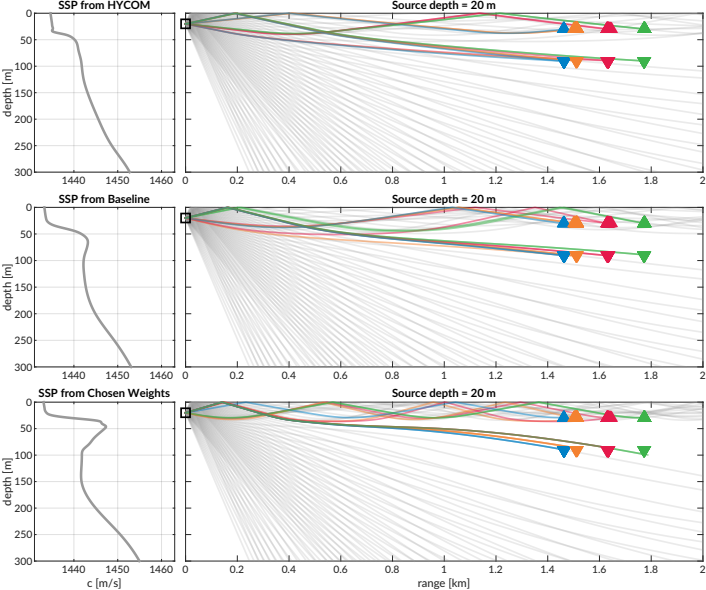 SSP from HYCOM
Source depth = 20 m
0
50
100
150
200
250
300
depth [m]
1440 1450 1460
0 0.2 0.4 0.6 0.8 1 1.2 1.4 1.6 1.8 2
SSP from Baseline
Source depth = 20 m
0
50
100
150
200
250
300
depth [m]
1440 1450 1460
0 0.2 0.4 0.6 0.8 1 1.2 1.4 1.6 1.8 2
SSP from Chosen Weights
Source depth = 20 m
0
50
100
150
200
250
300
depth [m]
1440 1450 1460
0 0.2 0.4 0.6 0.8 1 1.2 1.4 1.6 1.8 2
c [m/s]
range [km]